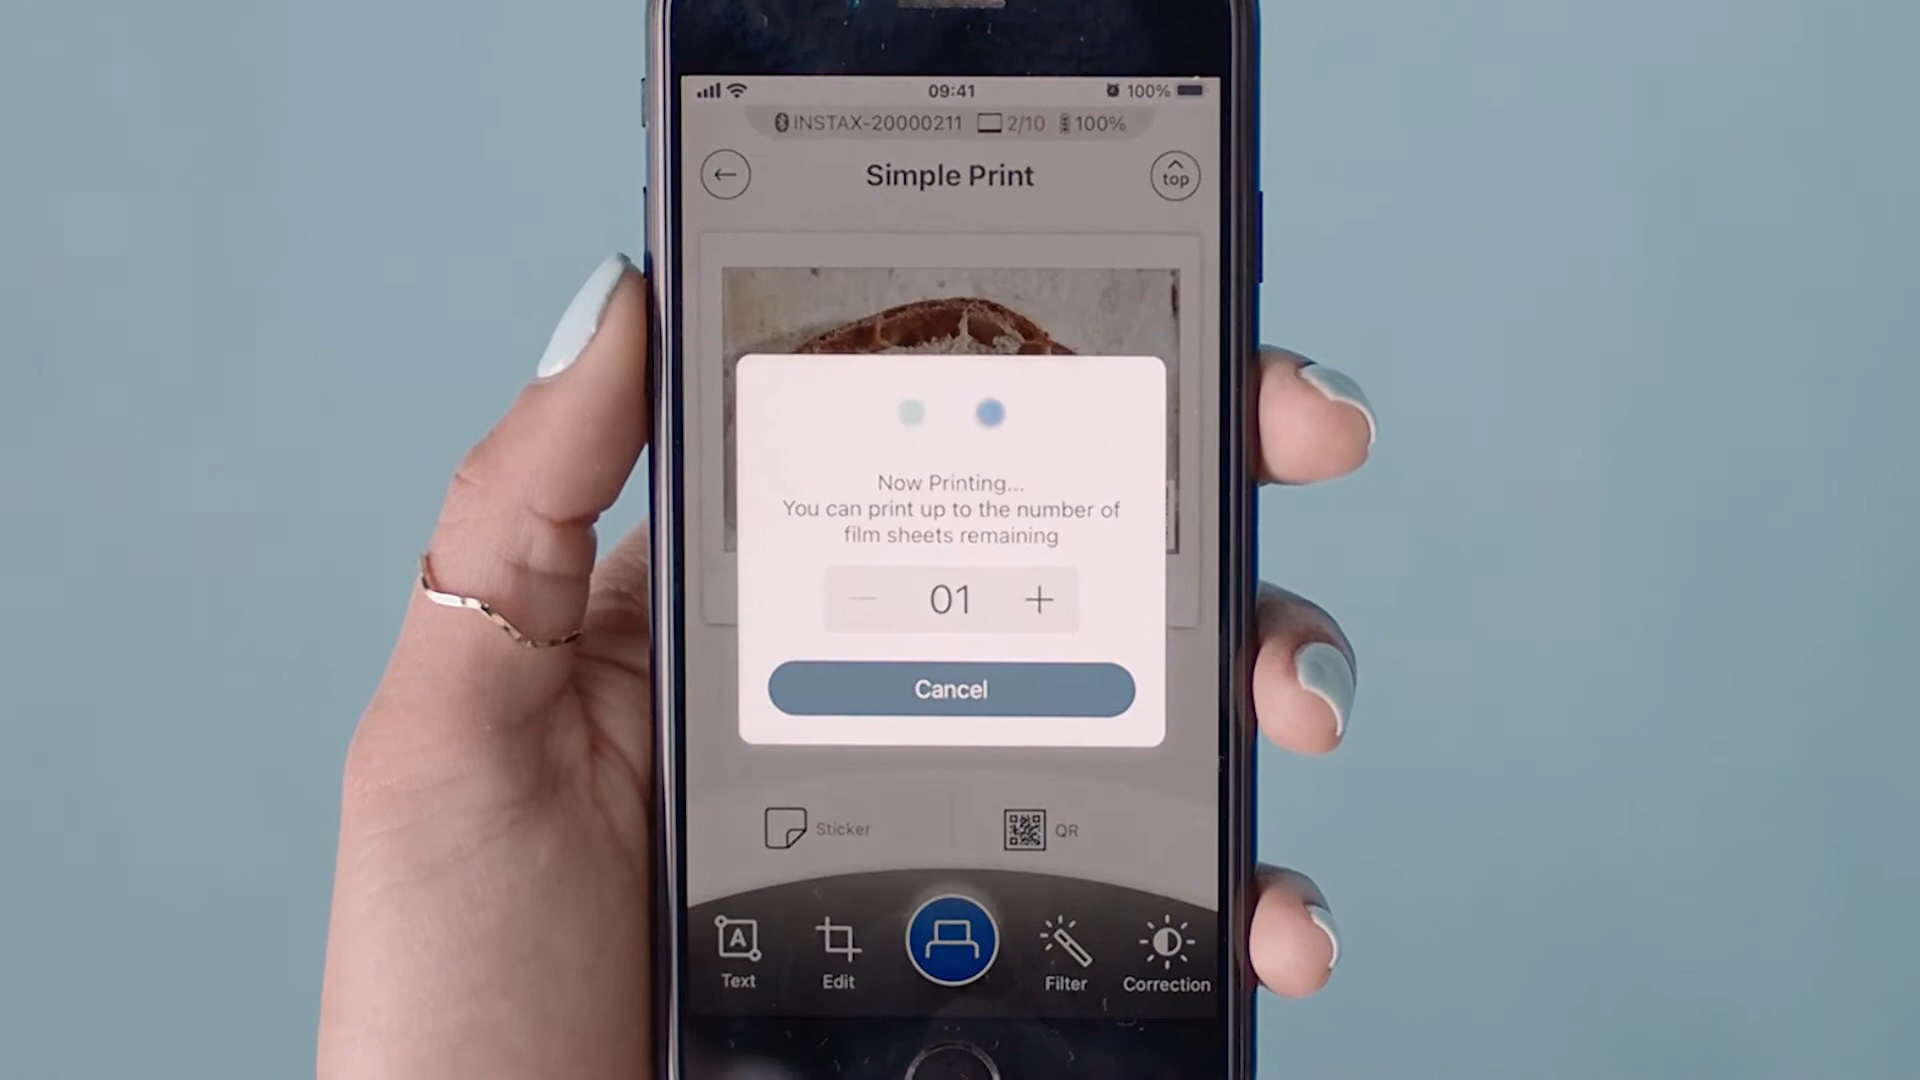 09:41
100%
INSTAX-20000211 2/10 100%
Simple Print
top
Now Printing...
You can print up to the number of
film sheets remaining
— 01 +
Cancel
Sticker
QR
A
Text
Edit
Filter
Correction